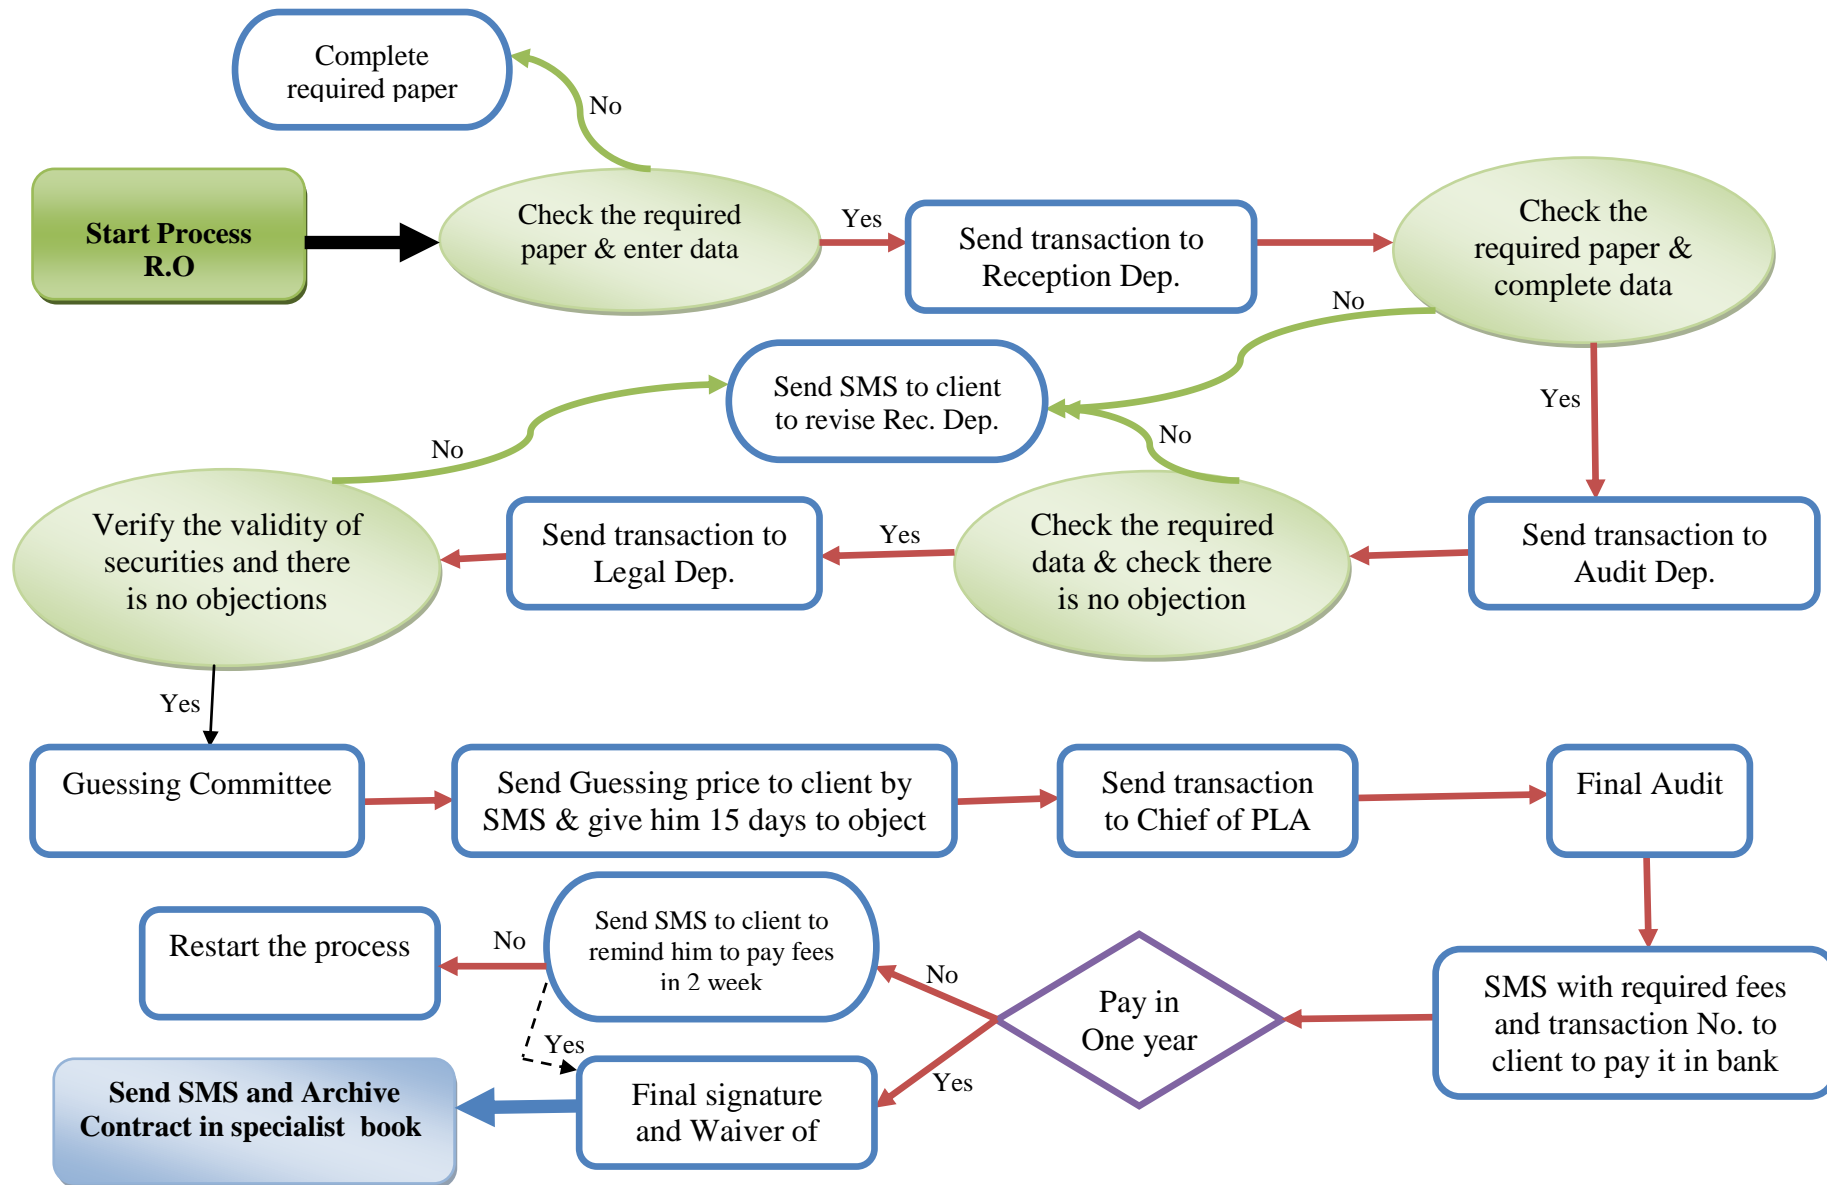 Complete
required paper
No
Start Process
R.O
Check the required
paper & enter data
Yes
Send transaction to
Reception Dep.
Check the
required paper &
complete data
No
Yes
Send SMS to client
to revise Rec. Dep.
No
No
Verify the validity of
securities and there
is no objections
Send transaction to
Legal Dep.
Yes
Check the required
data & check there
is no objection
Send transaction to
Audit Dep.
Yes
Guessing Committee
Send Guessing price to client by
SMS & give him 15 days to object
Send transaction
to Chief of PLA
Final Audit
Restart the process
No
Send SMS to client to
remind him to pay fees
in 2 week
No
Pay in
One year
SMS with required fees
and transaction No. to
client to pay it in bank
Yes
Yes
Send SMS and Archive
Contract in specialist book
Final signature
and Waiver of